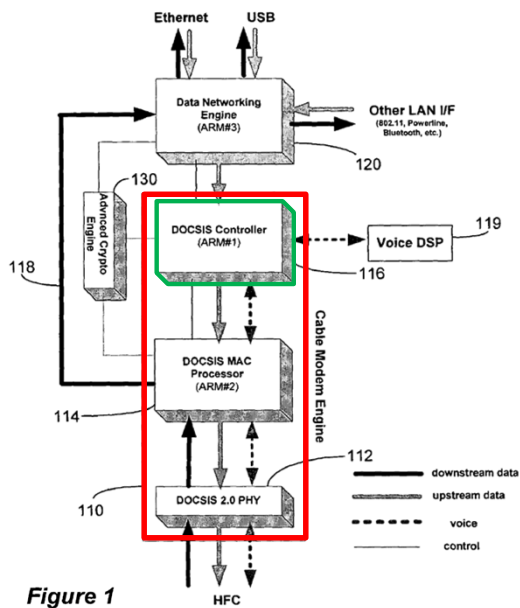 Ethernet
USB
Data Networking
Engine
(ARM#3)
Other LAN I/F
(802.11, Powerline,
Bluetooth, etc.)
120
130
Advnced Crypto
Engine
DOCSIS Controller
(ARM#1)
Voice DSP
119
116
118
DOCSIS MAC
Processor
(ARM#2)
Cable Modem Engine
114
112
110
DOCSIS 2.0 PHY
downstream data
upstream data
voice
control
Figure 1
HFC